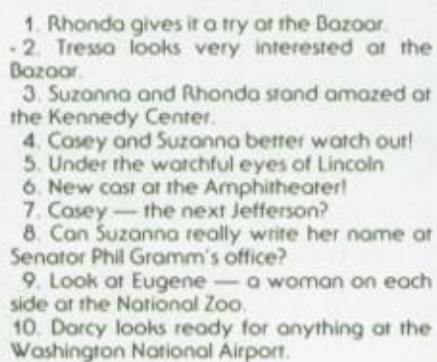 1. Rhonda gives it a try at the Bazaar.
2. Tressa looks very interested at the
Bazaar.
3. Suzanna and Rhonda stand amazed at
the Kennedy Center.
4. Casey and Suzanna better watch out!
5. Under the watchful eyes of Lincoln
6. New cast at the Amphitheater!
7. Casey — the next Jefferson?
8. Can Suzanna really write her name at
Senator Phil Gramm's office?
9. Look at Eugene — a woman on each
side at the National Zoo.
10. Darcy looks ready for anything at the
Washington National Airport.